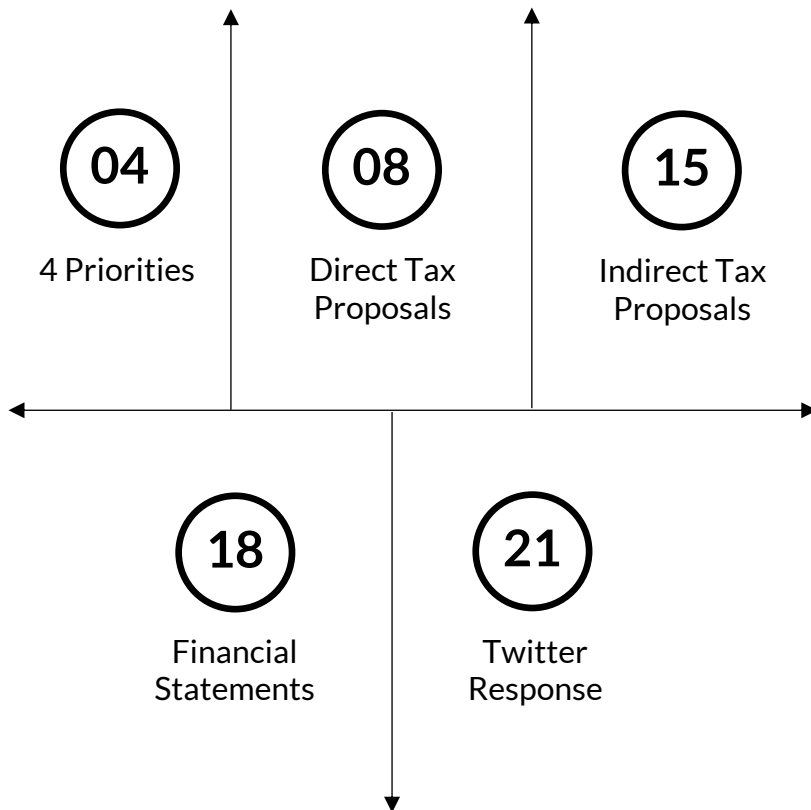 04
4 Priorities
08
Direct Tax
Proposals
15
Indirect Tax
Proposals
18
Financial
Statements
21
Twitter
Response